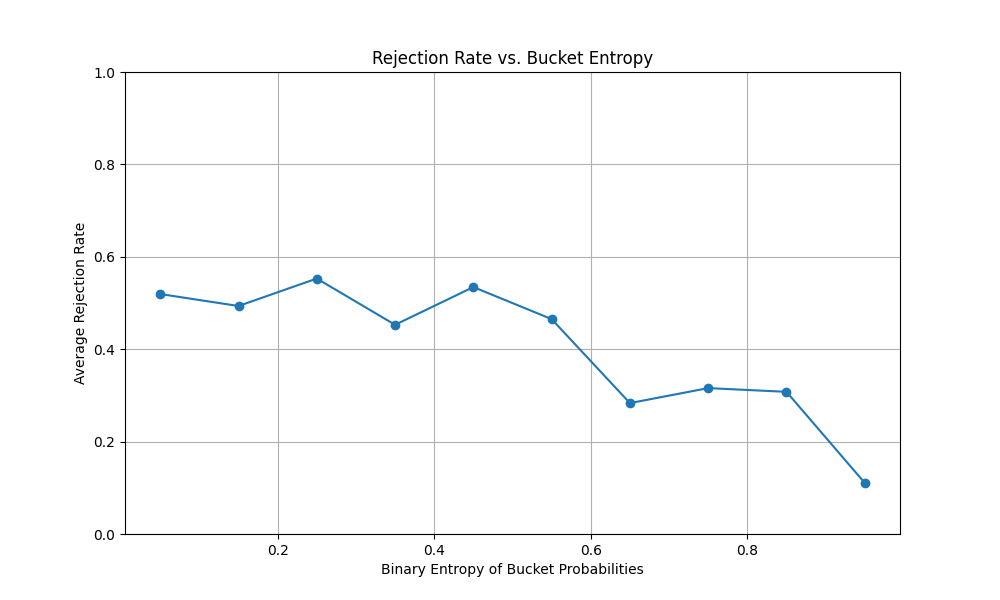 Rejection Rate vs. Bucket Entropy
1.0
0.8
0.6
0.4
0.2
0.0
Average Rejection Rate
0.2 0.4 0.6 0.8
Binary Entropy of Bucket Probabilities